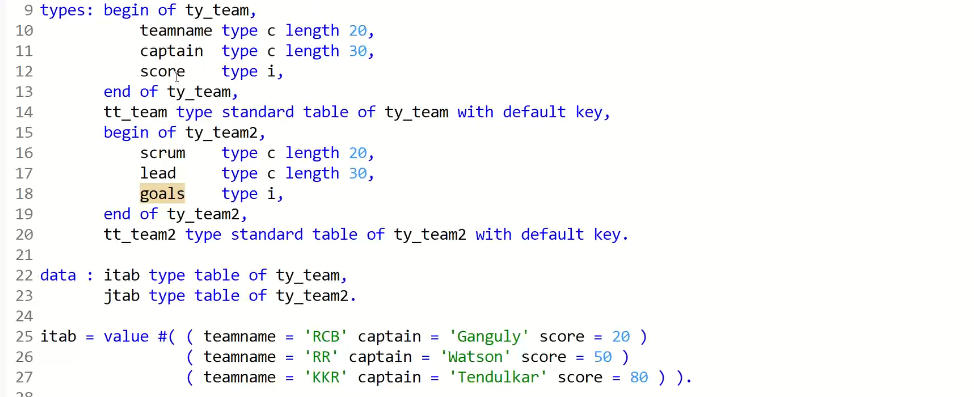 9 types: begin of ty_team,
10 teamname type c length 20,
11 captain type c length 30,
12 score type i,
13 end of ty_team,
14 tt_team type standard table of ty_team with default key,
15 begin of ty_team2,
16 scrum type c length 20,
17 lead type c length 30,
18 goals type i,
19 end of ty_team2,
20 tt_team2 type standard table of ty_team2 with default key.
21
22 data : itab type table of ty_team,
23 jtab type table of ty_team2.
24
25 itab = value #( ( teamname = 'RCB' captain = 'Ganguly' score = 20 )
26 ( teamname = 'RR' captain = 'Watson' score = 50 )
27 ( teamname = 'KKR' captain = 'Tendulkar' score = 80 ) ).